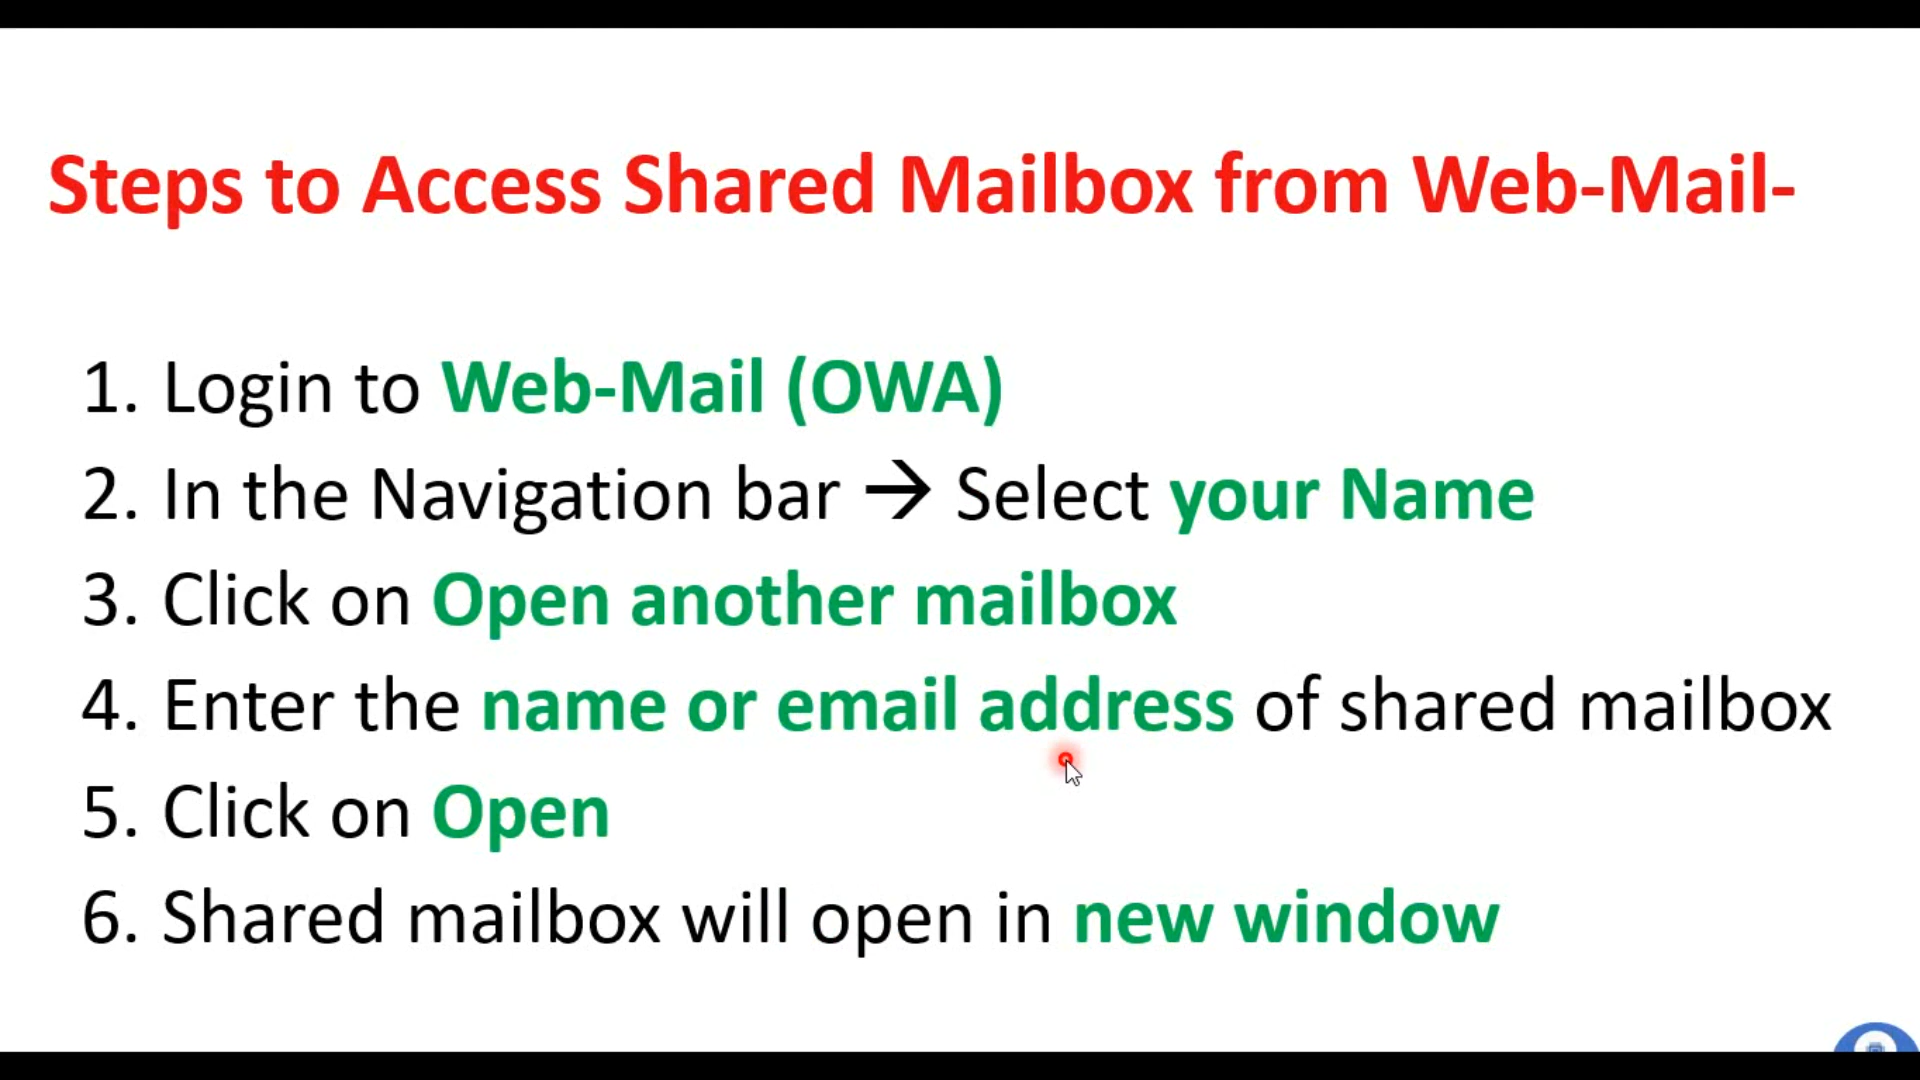 Steps to Access Shared Mailbox from Web-Mail-
1. Login to Web-Mail (OWA)
2. In the Navigation bar → Select your Name
3. Click on Open another mailbox
4. Enter the name or email address of shared mailbox
5. Click on Open
6. Shared mailbox will open in new window